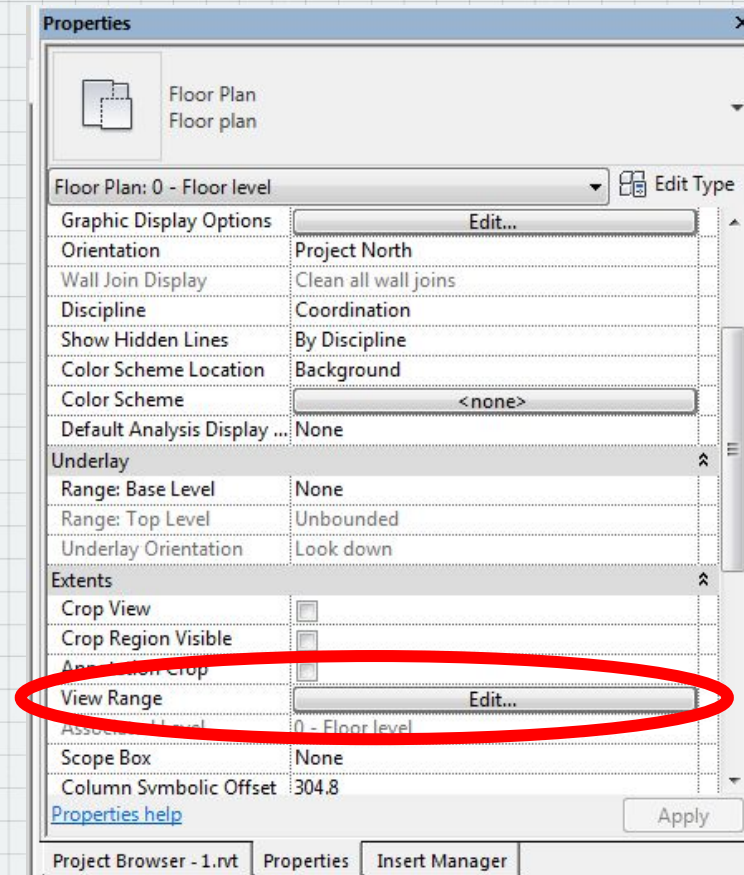 Properties
Floor Plan
Floor plan
Floor Plan: 0 - Floor level Edit Type
Graphic Display Options Edit...
Orientation Project North
Wall Join Display Clean all wall joins
Discipline Coordination
Show Hidden Lines By Discipline
Color Scheme Location Background
Color Scheme <none>
Default Analysis Display ... None
Underlay
Range: Base Level None
Range: Top Level Unbounded
Underlay Orientation Look down
Extents
Crop View
Crop Region Visible
Annotation Crop
View Range Edit...
Associated Level 0 - Floor level
Scope Box None
Column Symbolic Offset 304.8
Properties help Apply
Project Browser - 1.rvt Properties Insert Manager